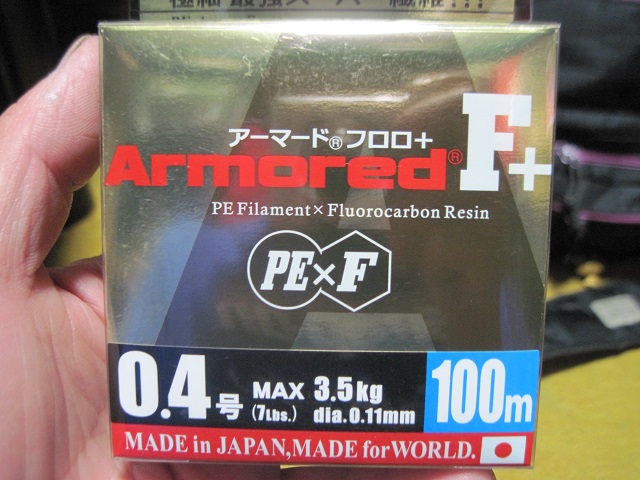 アーマード®フロロ+
Armored® F+
PE Filament×Fluorocarbon Resin
PE×F
0.4号 MAX 3.5kg 100m
(7Lbs.) dia.0.11mm
MADE in JAPAN,MADE for WORLD.